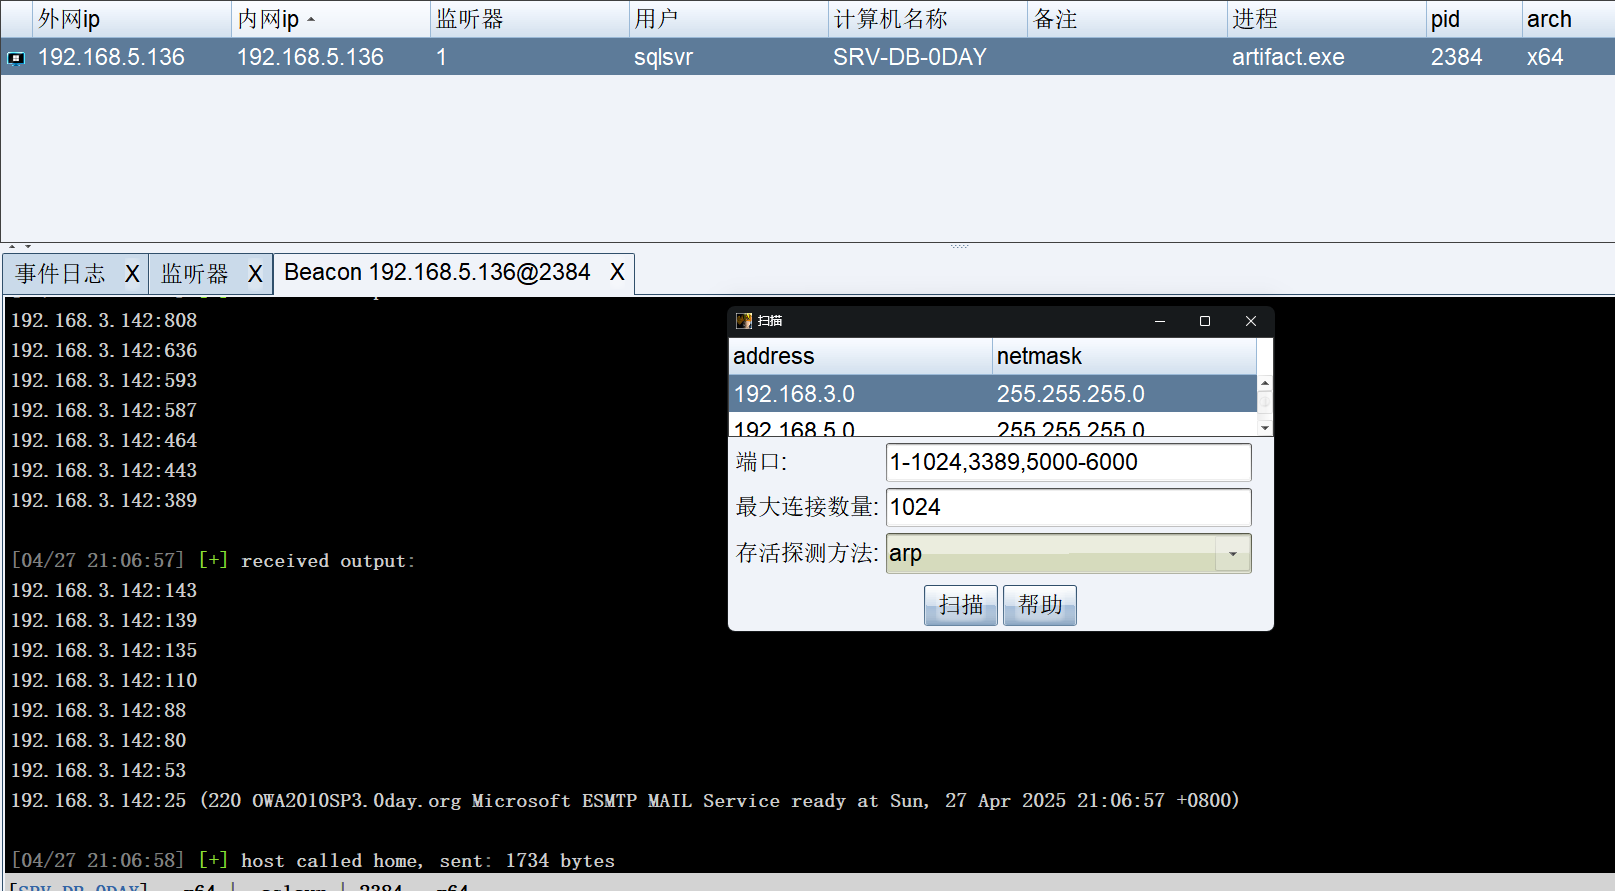 外网ip 内网ip 监听器 用户 计算机名称 备注 进程 pid arch
192.168.5.136 192.168.5.136 1 sqlsvr SRV-DB-0DAY artifact.exe 2384 x64
事件日志 X 监听器 X Beacon 192.168.5.136@2384 X
192.168.3.142:808
192.168.3.142:636
192.168.3.142:593
192.168.3.142:587
192.168.3.142:464
192.168.3.142:443
192.168.3.142:389
[04/27 21:06:57] [+] received output:
192.168.3.142:143
192.168.3.142:139
192.168.3.142:135
192.168.3.142:110
192.168.3.142:88
192.168.3.142:80
192.168.3.142:53
192.168.3.142:25 (220 OWA2010SP3.0day.org Microsoft ESMTP MAIL Service ready at Sun, 27 Apr 2025 21:06:57 +0800)
[04/27 21:06:58] [+] host called home, sent: 1734 bytes
[SRV-DB-0DAY] x64 | sqlsvr | 2384 x64
扫描
address netmask
192.168.3.0 255.255.255.0
192.168.5.0 255.255.255.0
端口: 1-1024,3389,5000-6000
最大连接数量: 1024
存活探测方法: arp
扫描 帮助